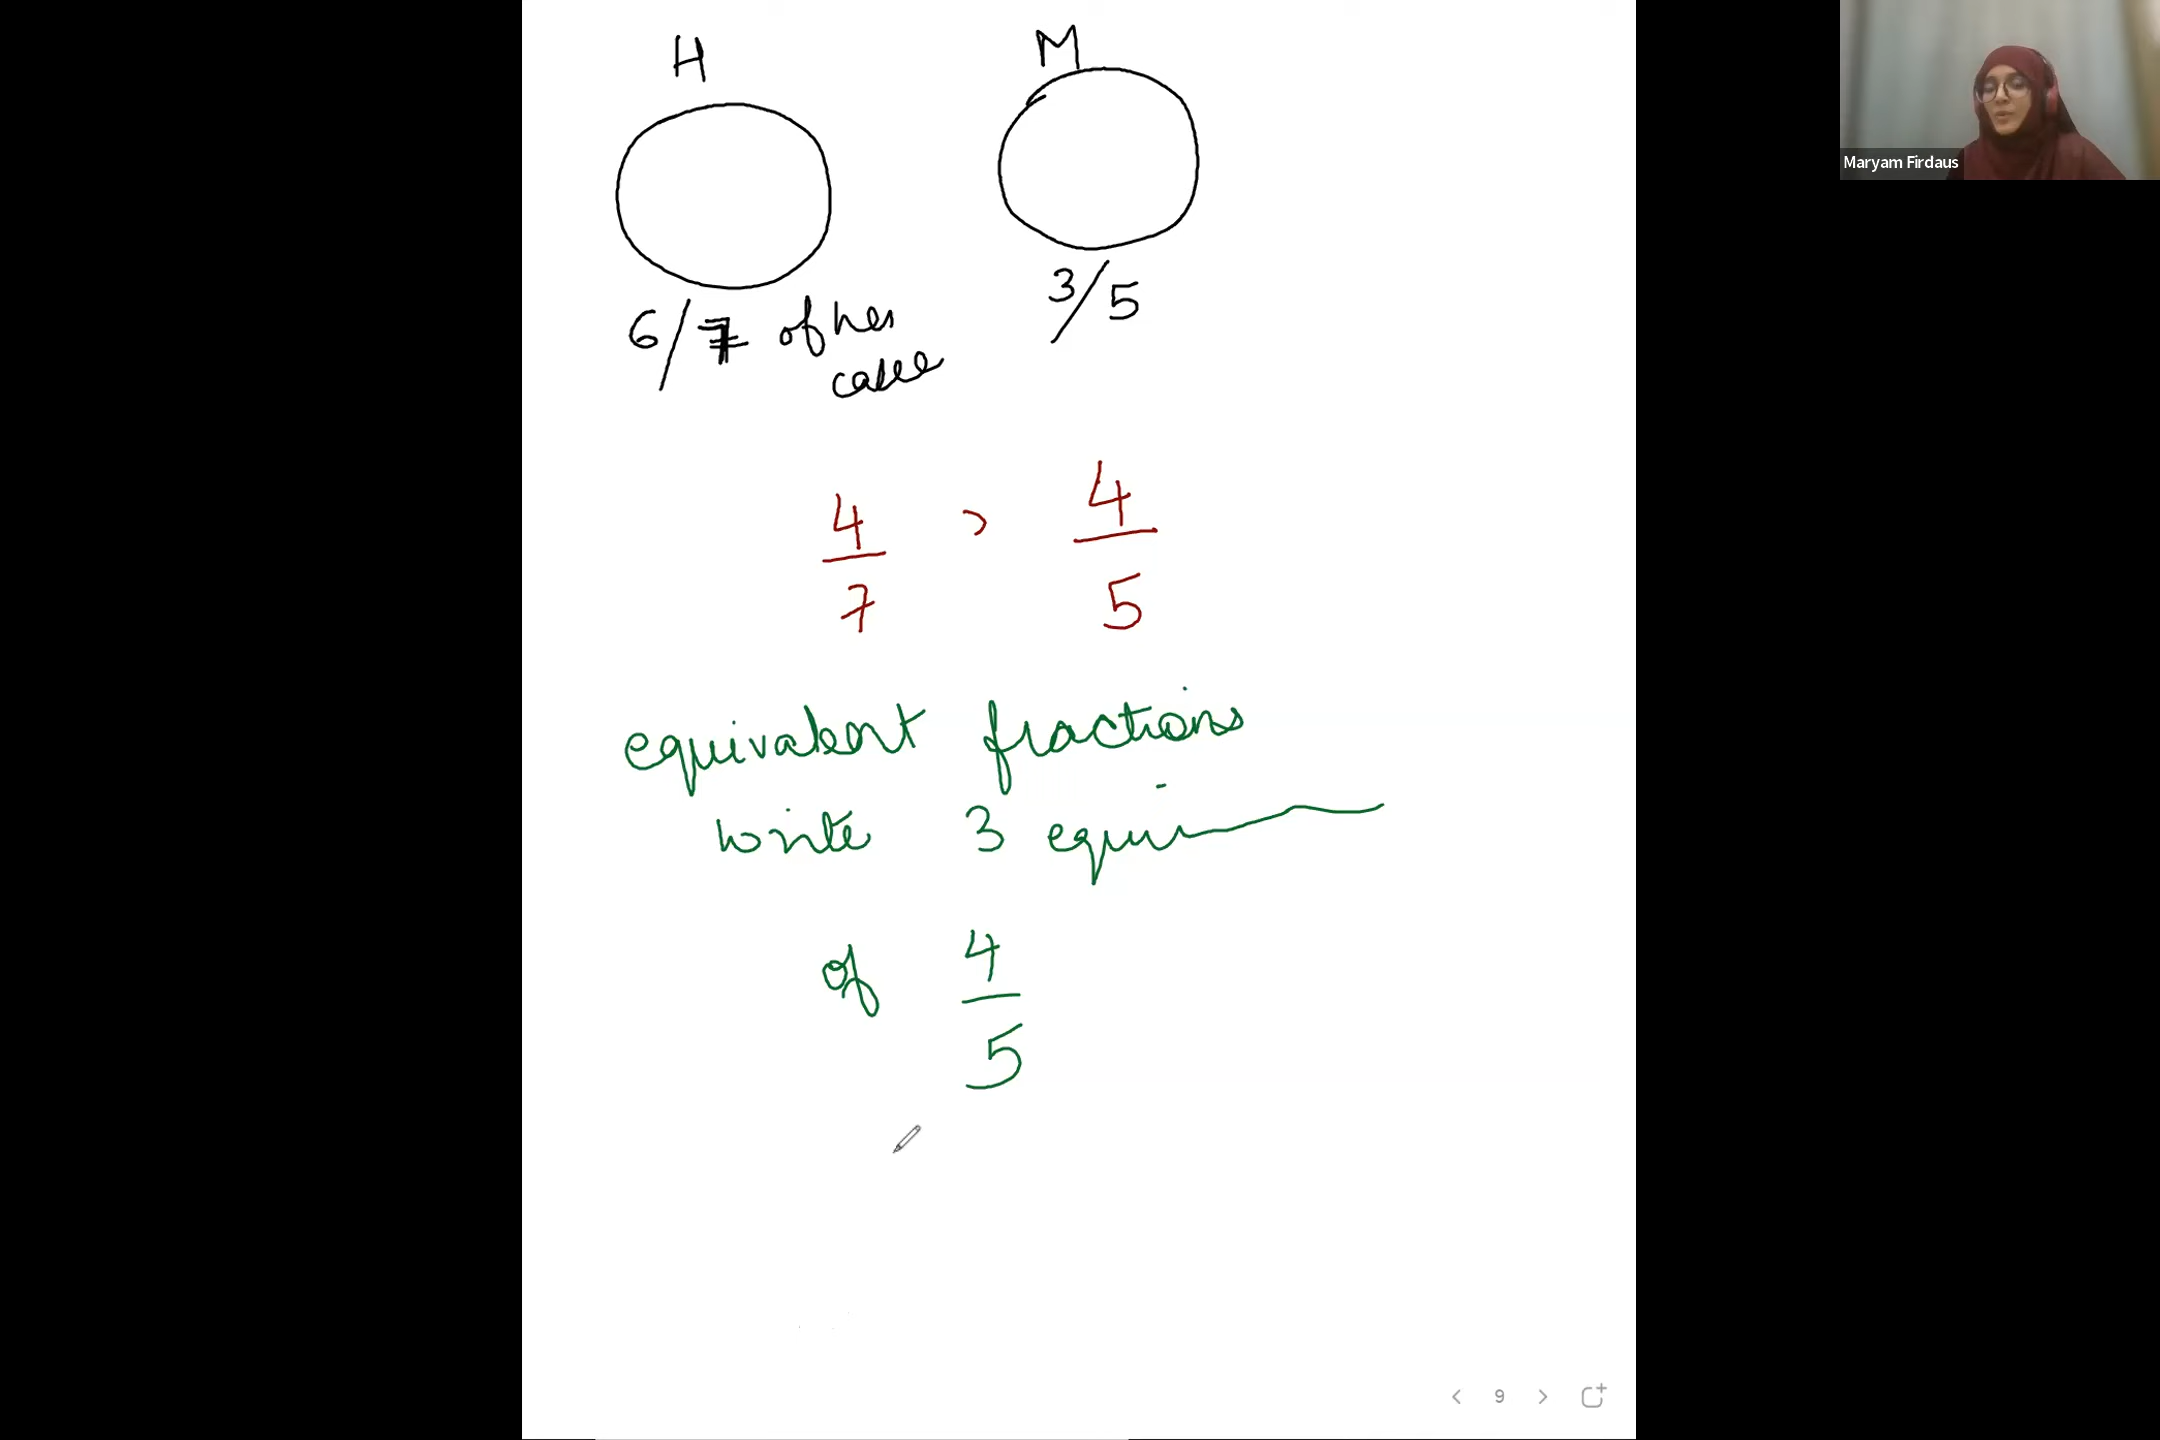 H
M
Maryam Firdaus
6/7 of her
cake
3/5
4/7 , 4/5
equivalent fractions
write 3 equi
of 4/5
9